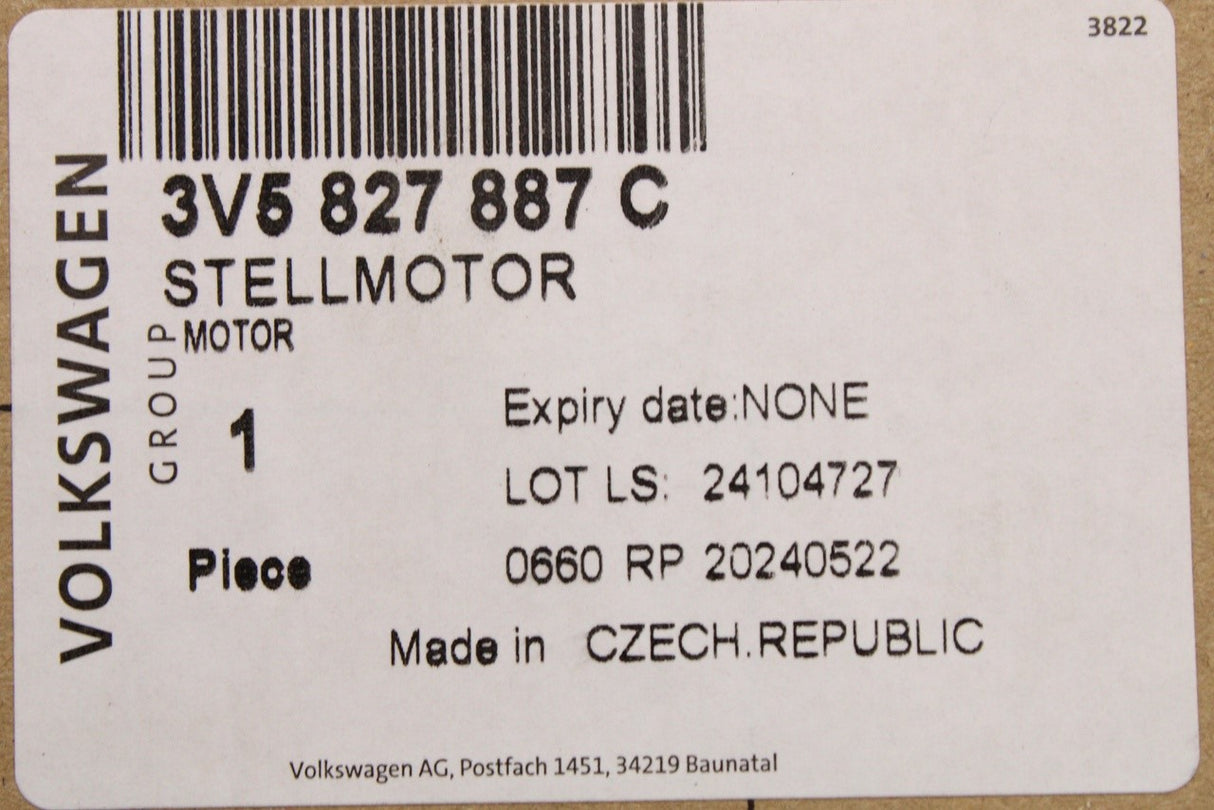 3822
VOLKSWAGEN
GROUP
3V5 827 887 C
STELLMOTOR
MOTOR
1
Expiry date:NONE
LOT LS: 24104727
Piece
0660 RP 20240522
Made in CZECH.REPUBLIC
Volkswagen AG, Postfach 1451, 34219 Baunatal